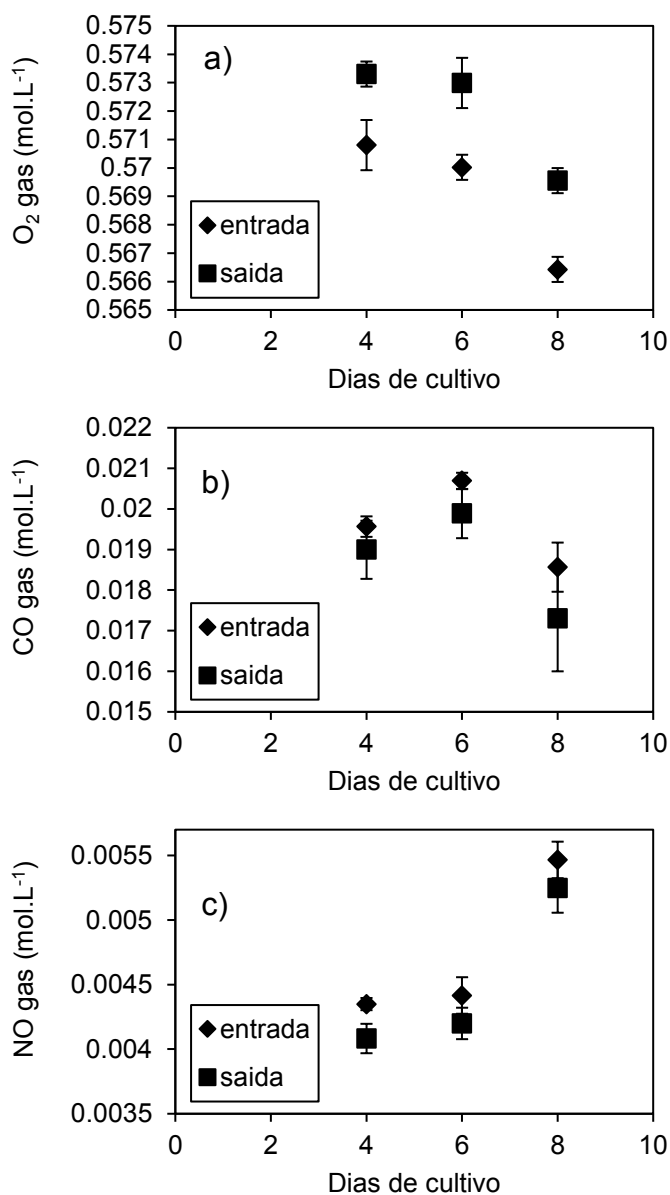 0.575
0.574
0.573
0.572
0.571
0.57
0.569
0.568
0.567
0.566
0.565
O₂ gas (mol.L⁻¹)
a)
entrada
saida
0 2 4 6 8 10
Dias de cultivo
0.022
0.021
0.02
0.019
0.018
0.017
0.016
0.015
CO gas (mol.L⁻¹)
b)
entrada
saida
0 2 4 6 8 10
Dias de cultivo
0.0055
0.005
0.0045
0.004
0.0035
NO gas (mol.L⁻¹)
c)
entrada
saida
0 2 4 6 8 10
Dias de cultivo